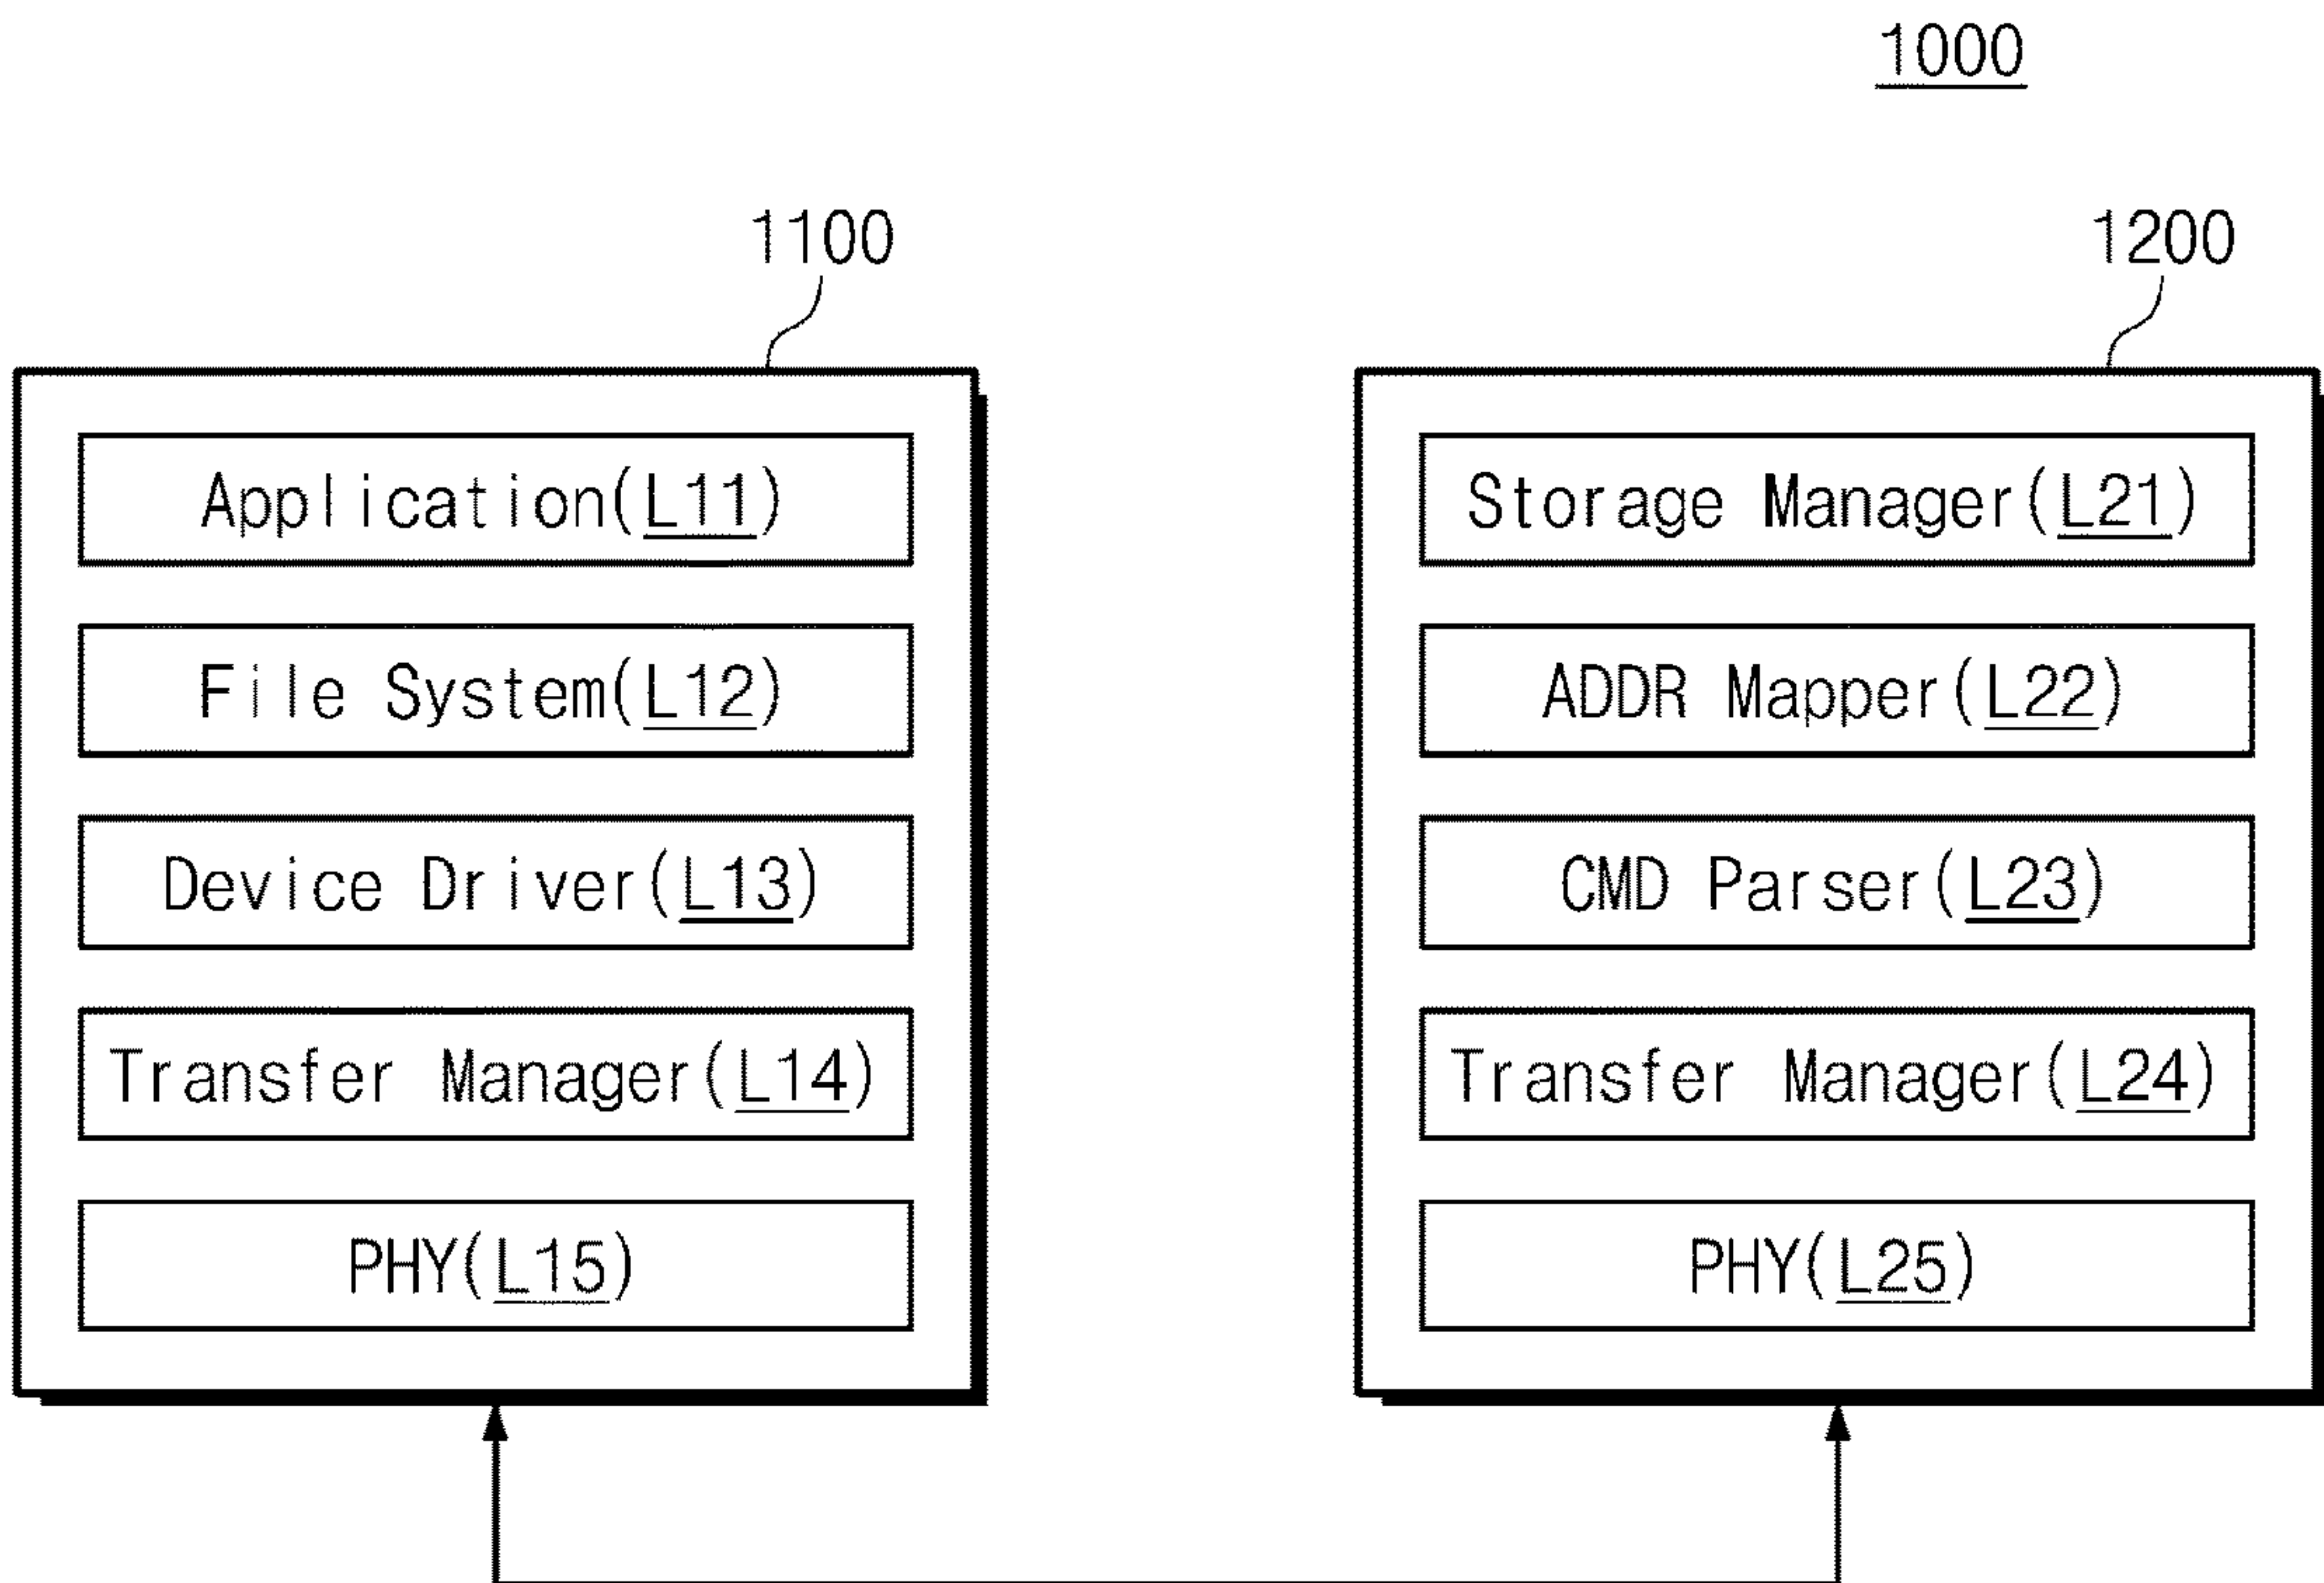 1000
1100
Application(L11)
File System(L12)
Device Driver(L13)
Transfer Manager(L14)
PHY(L15)
1200
Storage Manager(L21)
ADDR Mapper(L22)
CMD Parser(L23)
Transfer Manager(L24)
PHY(L25)